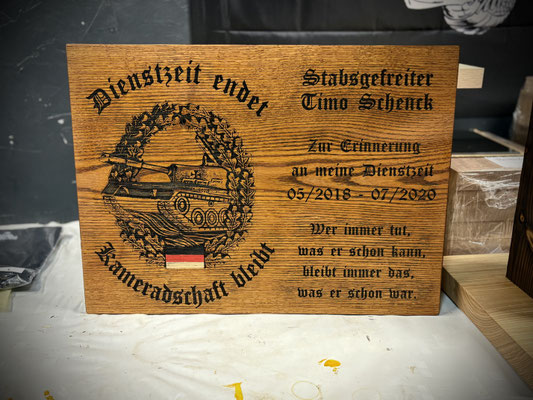 Dienstzeit endet
Kameradschaft bleibt
Stabsgefreiter
Timo Schenck
Zur Erinnerung
an meine Dienstzeit
05/2018 - 07/2020
Wer immer tut,
was er schon kann,
bleibt immer das,
was er schon war.